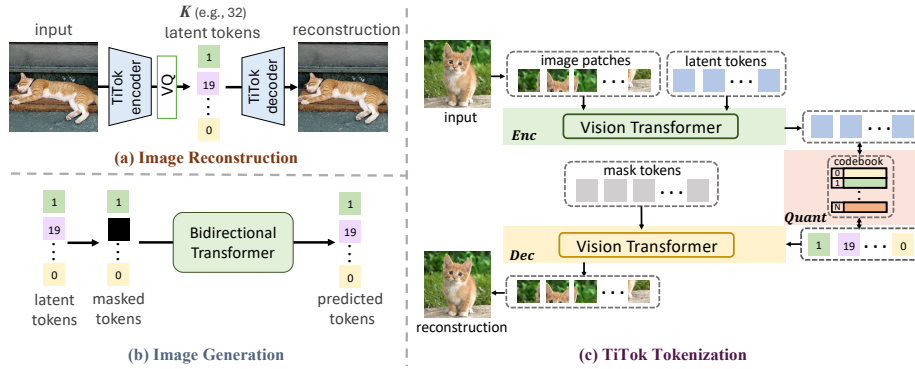 K (e.g., 32)
input
latent tokens
reconstruction
TiTok
encoder
VQ
1
19
0
TiTok
decoder
(a) Image Reconstruction
1
19
0
1
0
Bidirectional
Transformer
1
19
0
latent
tokens
masked
tokens
predicted
tokens
(b) Image Generation
input
image patches
latent tokens
Enc
Vision Transformer
codebook
0
1
N
Quant
mask tokens
Dec
Vision Transformer
1
19
0
reconstruction
(c) TiTok Tokenization